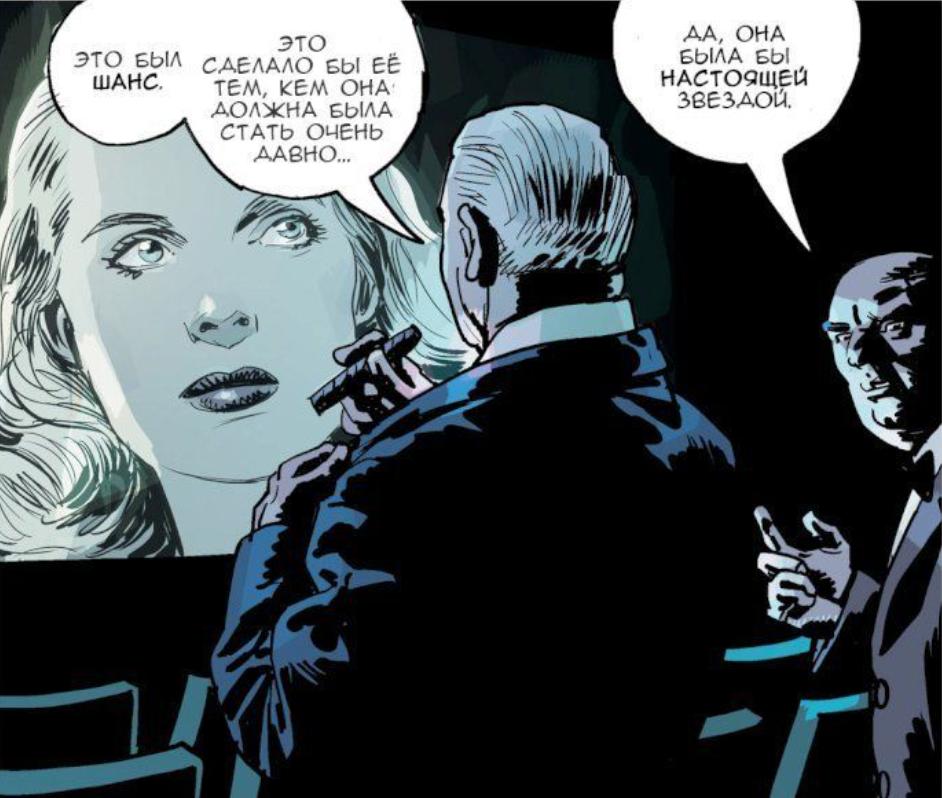 ЭТО БЫЛ
ШАНС.
ЭТО
СДЕЛАЛО БЫ ЕЁ
ТЕМ, КЕМ ОНА
ДОЛЖНА БЫЛА
СТАТЬ ОЧЕНЬ
ДАВНО...
ДА, ОНА
БЫЛА БЫ
НАСТОЯЩЕЙ
ЗВЕЗДОЙ.